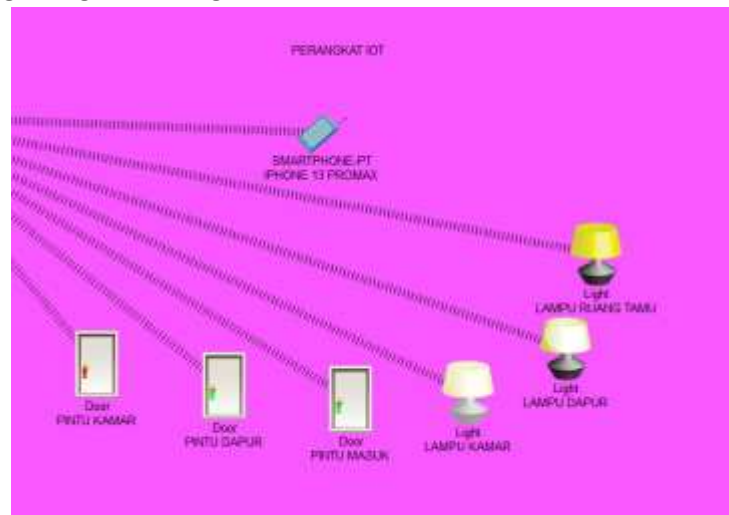 PERANGKAT IOT
SMARTPHONE-PT
IPHONE 13 PROMAX
Light
LAMPU RUANG TAMU
Light
LAMPU DAPUR
Light
LAMPU KAMAR
Door
PINTU KAMAR
Door
PINTU DAPUR
Door
PINTU MASUK